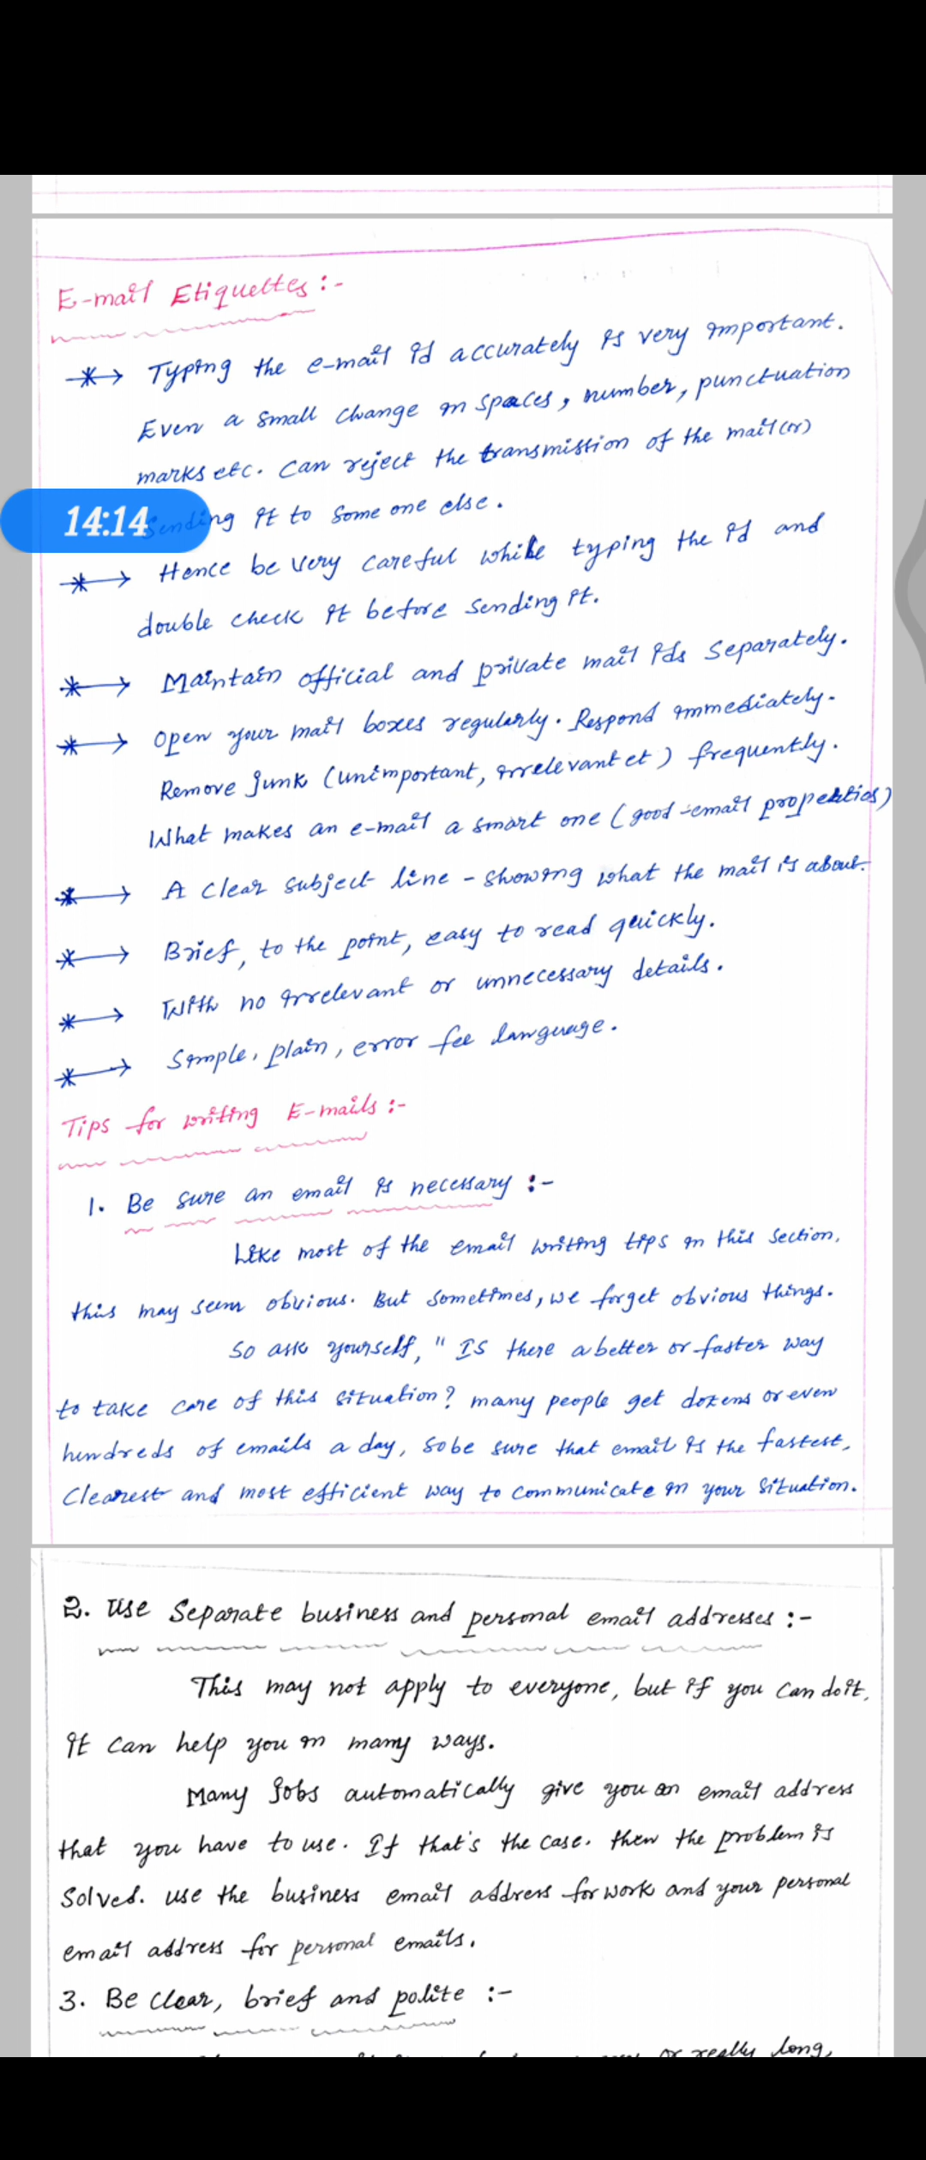 E-mail Etiquettes :-
Typing the e-mail id accurately is very important.
Even a small change in spaces, number, punctuation
marks etc. can reject the transmission of the mail (or)
14:14
sending it to some one else.
Hence be very careful while typing the id and
double check it before sending it.
Maintain official and private mail ids separately.
Open your mail boxes regularly. Respond immediately.
Remove junk (unimportant, irrelevant et) frequently.
What makes an e-mail a smart one (good -email properties)
A clear subject line - showing what the mail is about.
Brief, to the point, easy to read quickly.
With no irrelevant or unnecessary details.
Simple, plain, error fee language.
Tips for writing E-mails :-
1. Be sure an email is necessary :-
Like most of the email writing tips in this section,
this may seem obvious. But sometimes, we forget obvious things.
So ask yourself, " Is there a better or faster way
to take care of this situation? many people get dozens or even
hundreds of emails a day, so be sure that email is the fastest,
Clearest and most efficient way to communicate in your situation.
2. Use Separate business and personal email addresses :-
This may not apply to everyone, but if you can do it,
it can help you in many ways.
Many jobs automatically give you an email address
that you have to use. If that's the case. then the problem is
solved. use the business email address for work and your personal
email address for personal emails.
3. Be clear, brief and polite :-
or really long,